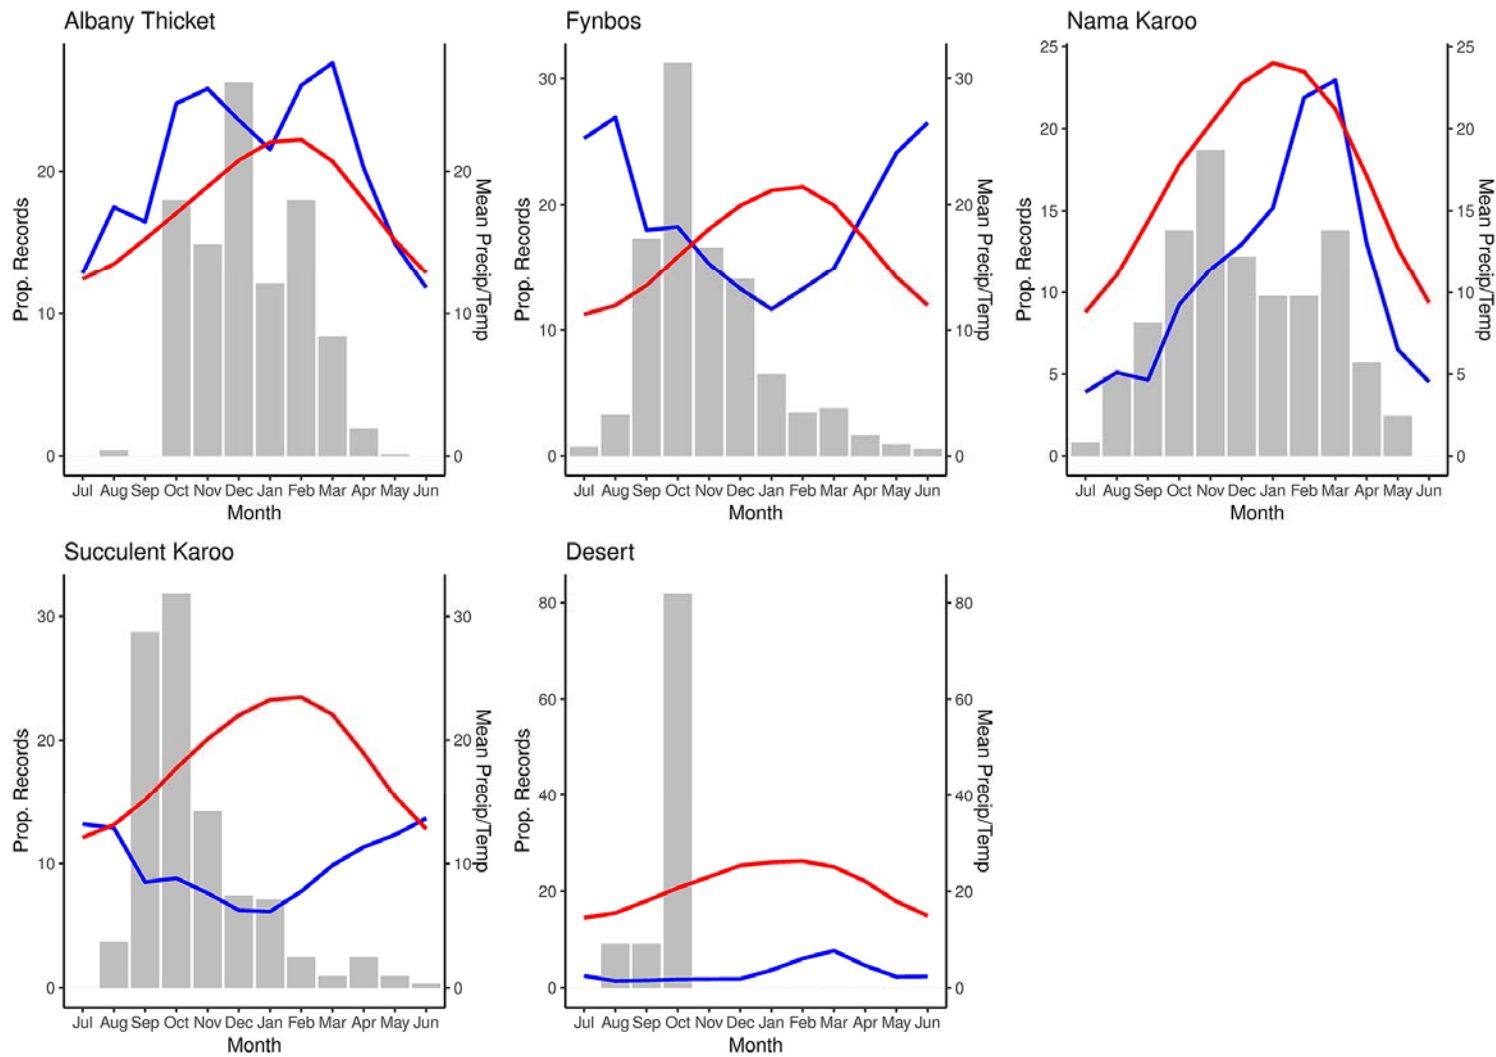 Albany Thicket
Prop. Records
20
10
0
20
10
0
Mean Precip/Temp
Jul Aug Sep Oct Nov Dec Jan Feb Mar Apr May Jun
Month
Fynbos
Prop. Records
30
20
10
0
30
20
10
0
Mean Precip/Temp
Jul Aug Sep Oct Nov Dec Jan Feb Mar Apr May Jun
Month
Nama Karoo
Prop. Records
25
20
15
10
5
0
25
20
15
10
5
0
Mean Precip/Temp
Jul Aug Sep Oct Nov Dec Jan Feb Mar Apr May Jun
Month
Succulent Karoo
Prop. Records
30
20
10
0
30
20
10
0
Mean Precip/Temp
Jul Aug Sep Oct Nov Dec Jan Feb Mar Apr May Jun
Month
Desert
Prop. Records
80
60
40
20
0
80
60
40
20
0
Mean Precip/Temp
Jul Aug Sep Oct Nov Dec Jan Feb Mar Apr May Jun
Month